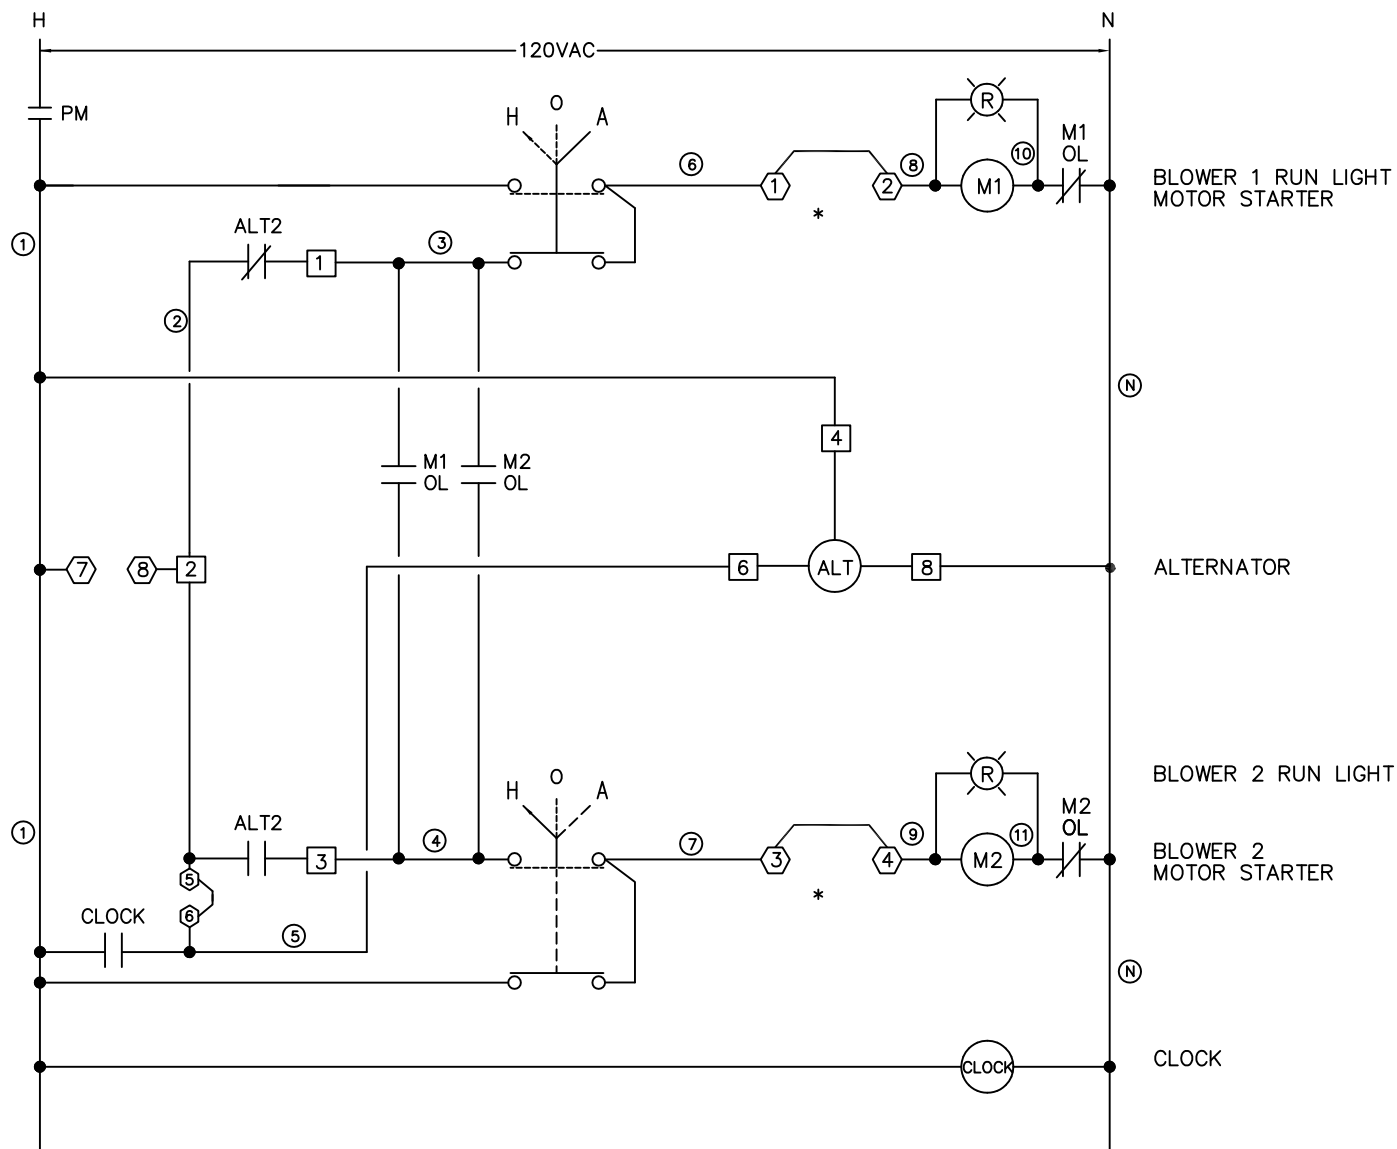 H N
120VAC
PM
H O A
R
M1
OL
6 1 2 8 M1 10
*
BLOWER 1 RUN LIGHT
MOTOR STARTER
1
ALT2
1 3
2
N
4
M1
OL
M2
OL
7 8 2 6 ALT 8
ALTERNATOR
H O A
R
BLOWER 2 RUN LIGHT
M2
OL
1
ALT2
3 4 7 3 4 9 M2 11
*
BLOWER 2
MOTOR STARTER
5
6
CLOCK
5
N
CLOCK
CLOCK